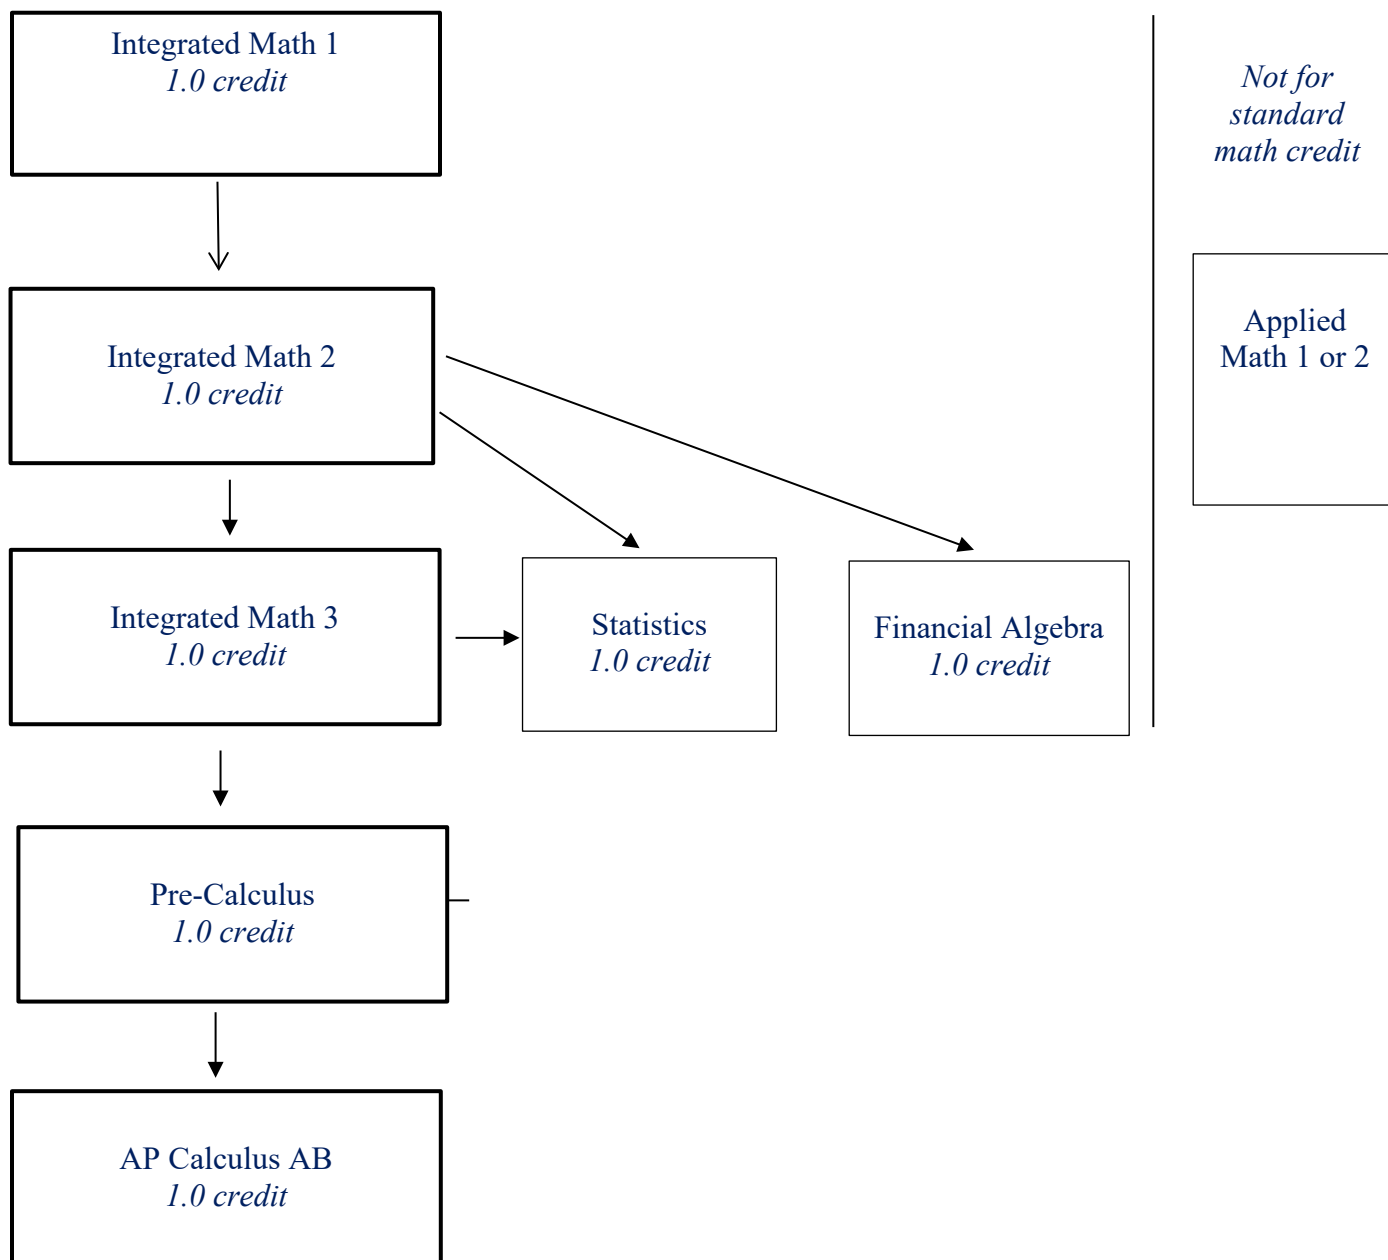 Integrated Math 1
1.0 credit
Not for
standard
math credit
Integrated Math 2
1.0 credit
Applied
Math 1 or 2
Integrated Math 3
1.0 credit
Statistics
1.0 credit
Financial Algebra
1.0 credit
Pre-Calculus
1.0 credit
AP Calculus AB
1.0 credit